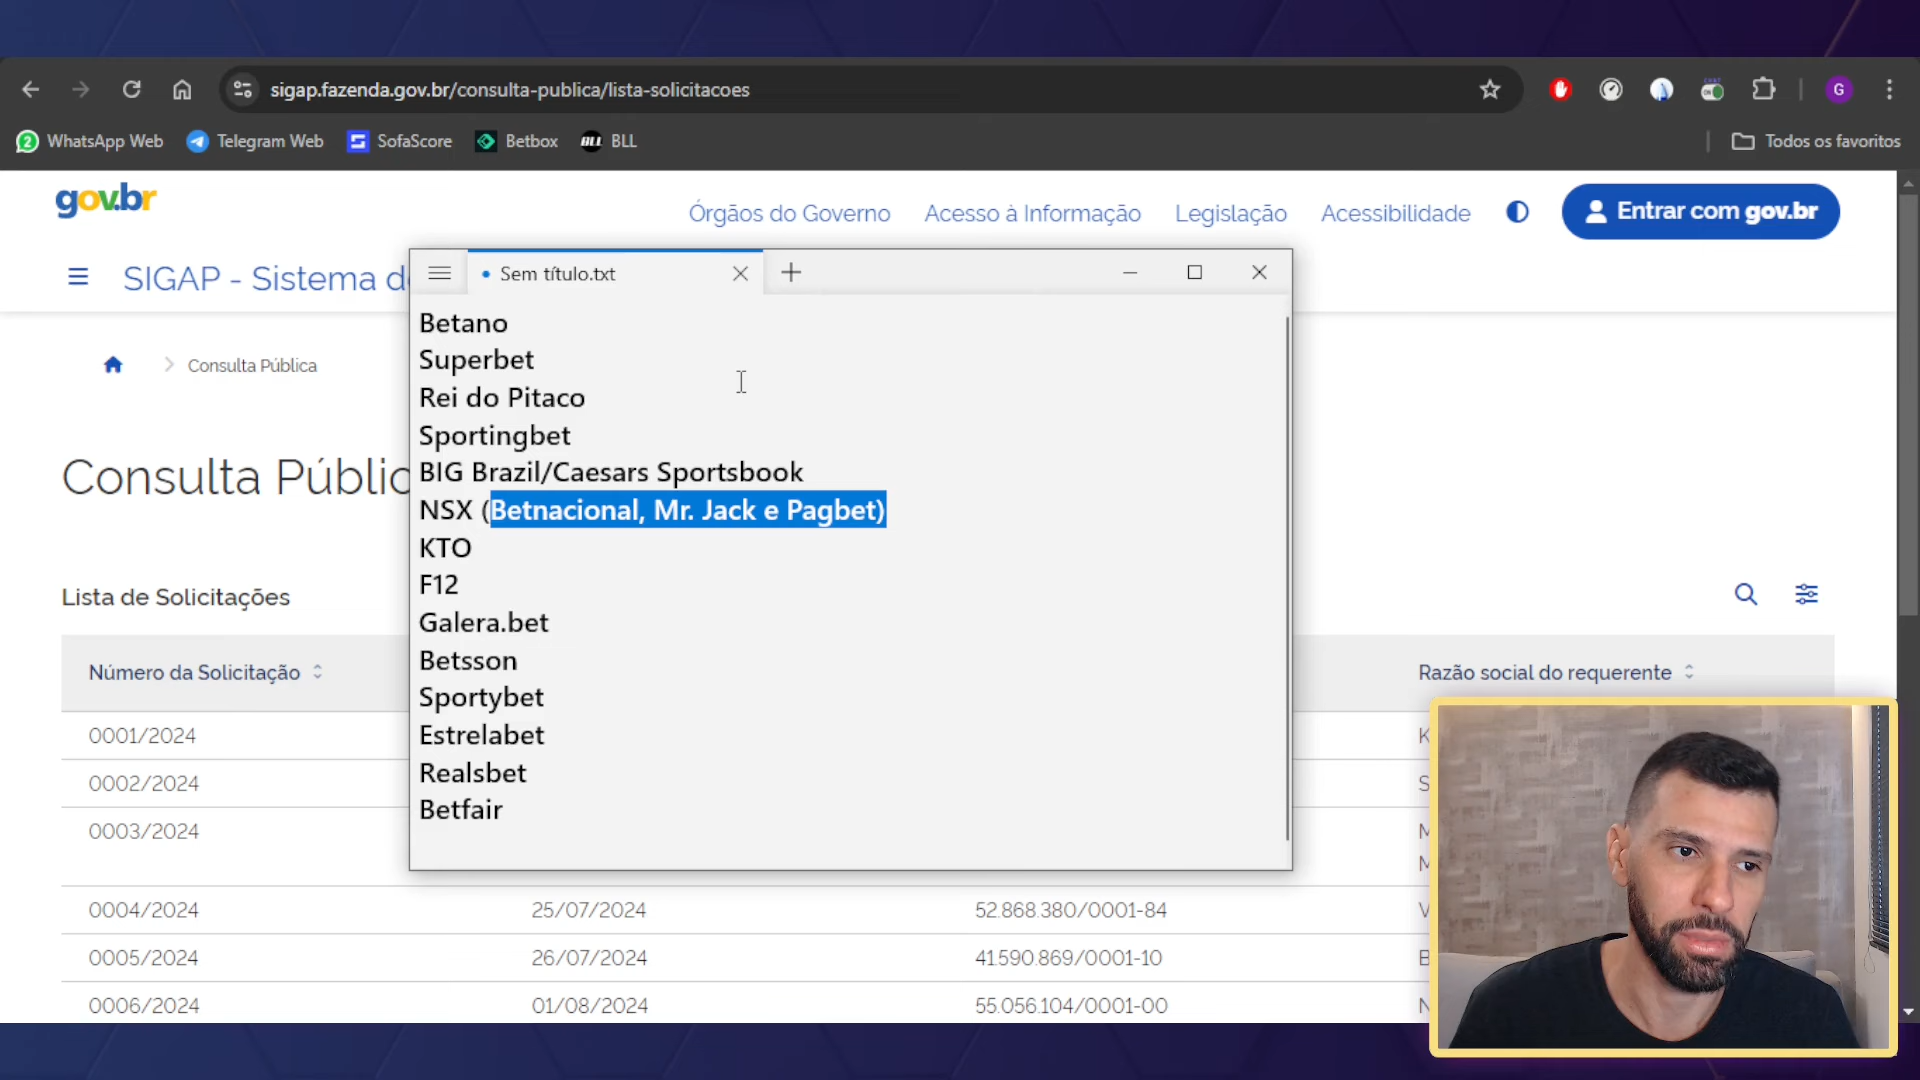 sigap.fazenda.gov.br/consulta-publica/lista-solicitacoes
G
2 WhatsApp Web Telegram Web SofaScore Betbox BLL BLL Todos os favoritos
gov.br
Órgãos do Governo Acesso à Informação Legislação Acessibilidade Entrar com gov.br
SIGAP - Sistema d
Sem título.txt
Consulta Pública
Betano
Superbet
Rei do Pitaco
Sportingbet
BIG Brazil/Caesars Sportsbook
NSX (Betnacional, Mr. Jack e Pagbet)
KTO
F12
Galera.bet
Betsson
Sportybet
Estrelabet
Realsbet
Betfair
Consulta Públic
Lista de Solicitações
Número da Solicitação Razão social do requerente
0001/2024 K
0002/2024 S
0003/2024 M
M
0004/2024 25/07/2024 52.868.380/0001-84 V
0005/2024 26/07/2024 41.590.869/0001-10 B
0006/2024 01/08/2024 55.056.104/0001-00 N